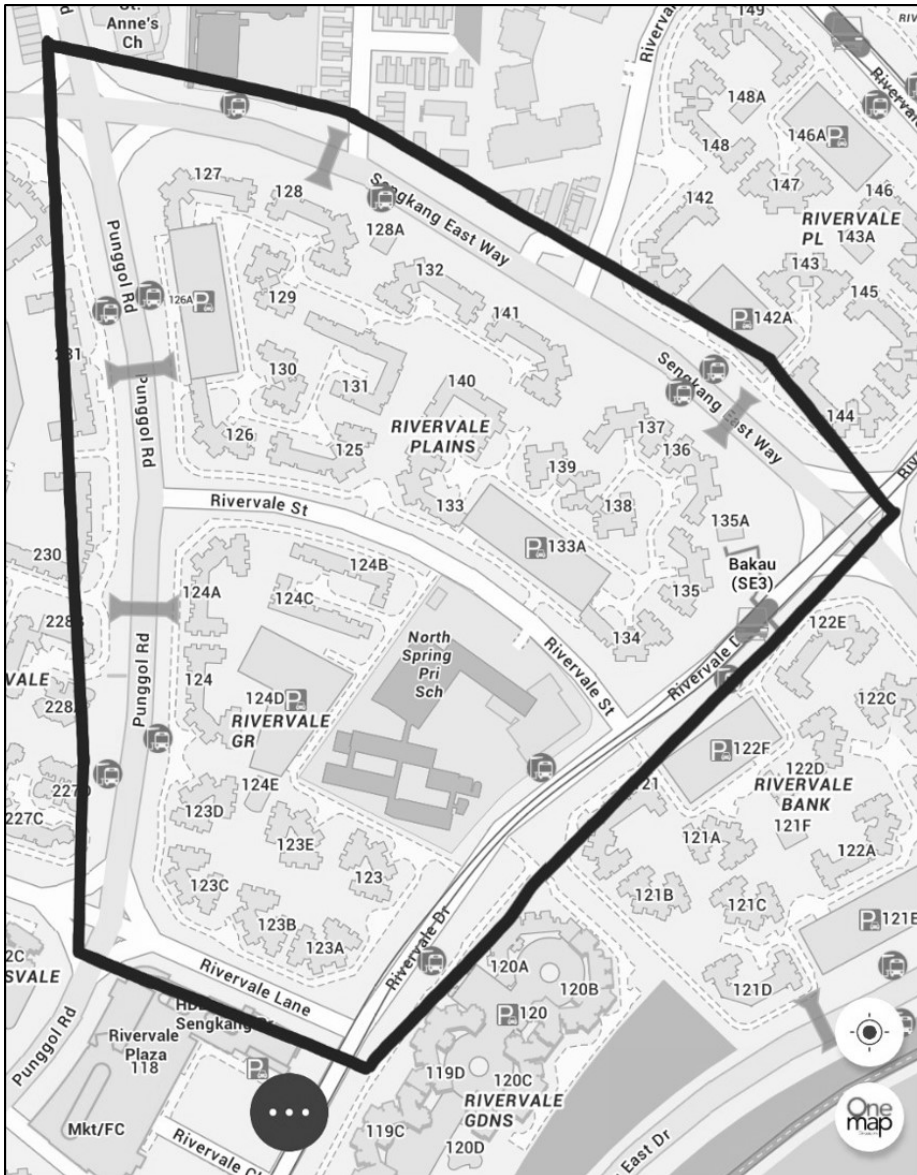 St.
Anne's
Ch
Rivervale
149
148A
Rivervale
146A
148
147
146
127
128
142
RIVERVALE
PL
143A
128A
Sengkang East Way
143
Punggol Rd
132
145
126A
129
141
142A
231
130
131
140
Sengkang East Way
144
Punggol Rd
RIVERVALE
PLAINS
137
126
125
136
139
133
138
Rivervale St
135A
133A
Bakau
(SE3)
230
124B
124A
124C
135
228B
134
122E
North
Spring
Pri
Sch
Rivervale St
Punggol Rd
124
124D
RIVERVALE
GR
122C
228A
122F
122D
RIVERVALE
BANK
227D
124E
121
227C
123D
121F
123E
121A
122A
123C
123
121B
121C
123B
123A
121E
Rivervale Dr
Rivervale Lane
120A
120B
121D
Sengkang
Rivervale
Plaza
118
120
Punggol Rd
119D
120C
RIVERVALE
GDNS
Mkt/FC
119C
120D
East Dr
One
map